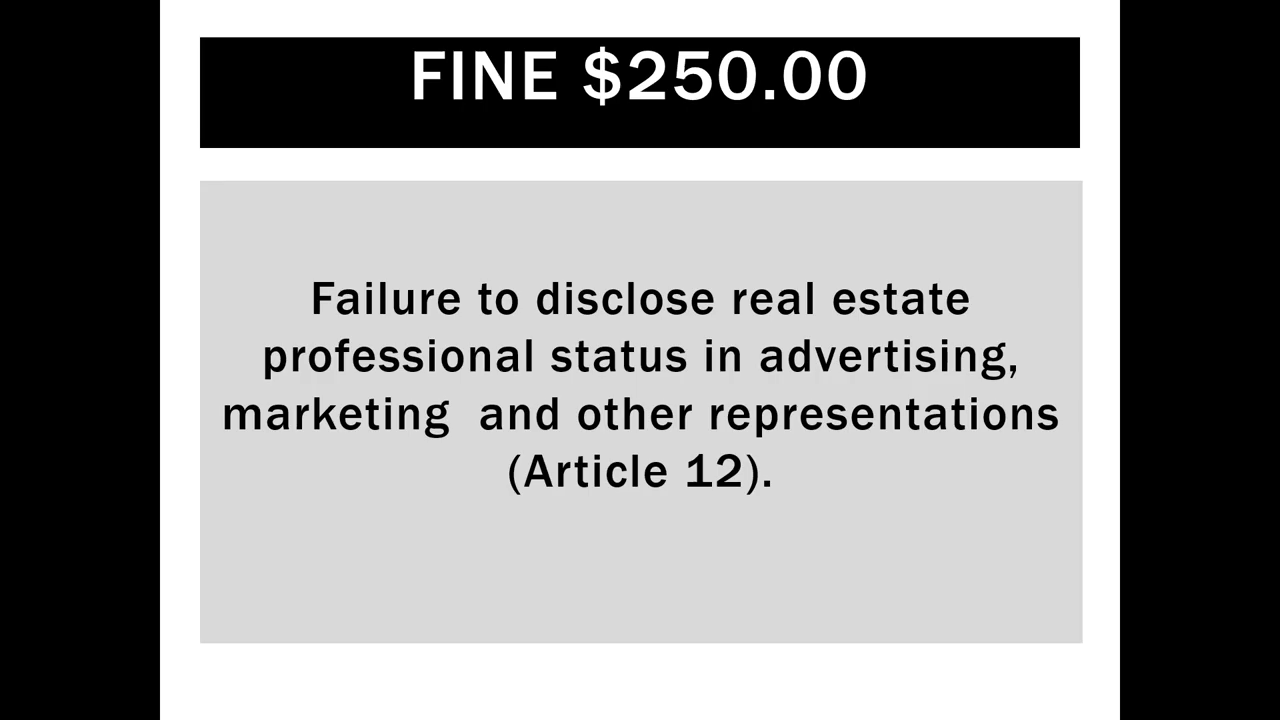 FINE $250.00
Failure to disclose real estate
professional status in advertising,
marketing  and other representations
(Article 12).